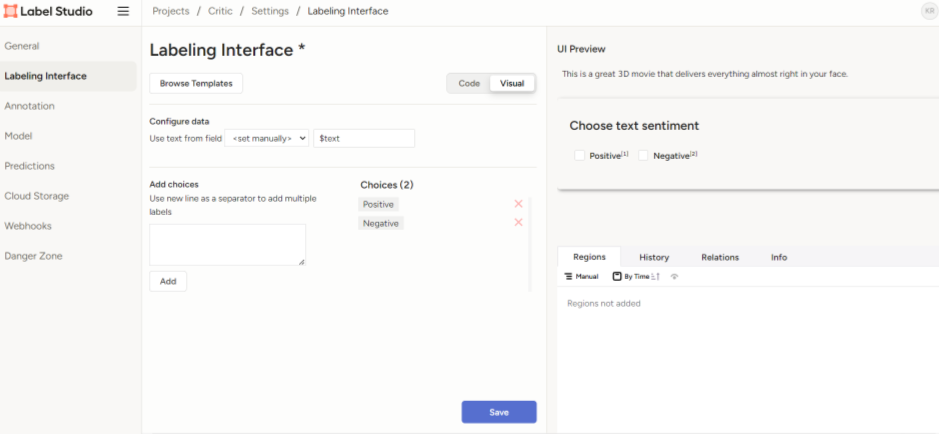 Label Studio
Projects / Critic / Settings / Labeling Interface
KR
General
Labeling Interface
Annotation
Model
Predictions
Cloud Storage
Webhooks
Danger Zone
Labeling Interface *
Browse Templates
Code Visual
Configure data
Use text from field <set manually> $text
Add choices
Use new line as a separator to add multiple
labels
Add
Choices (2)
Positive
Negative
Save
UI Preview
This is a great 3D movie that delivers everything almost right in your face.
Choose text sentiment
Positive[1] Negative[2]
Regions History Relations Info
Manual By Time
Regions not added